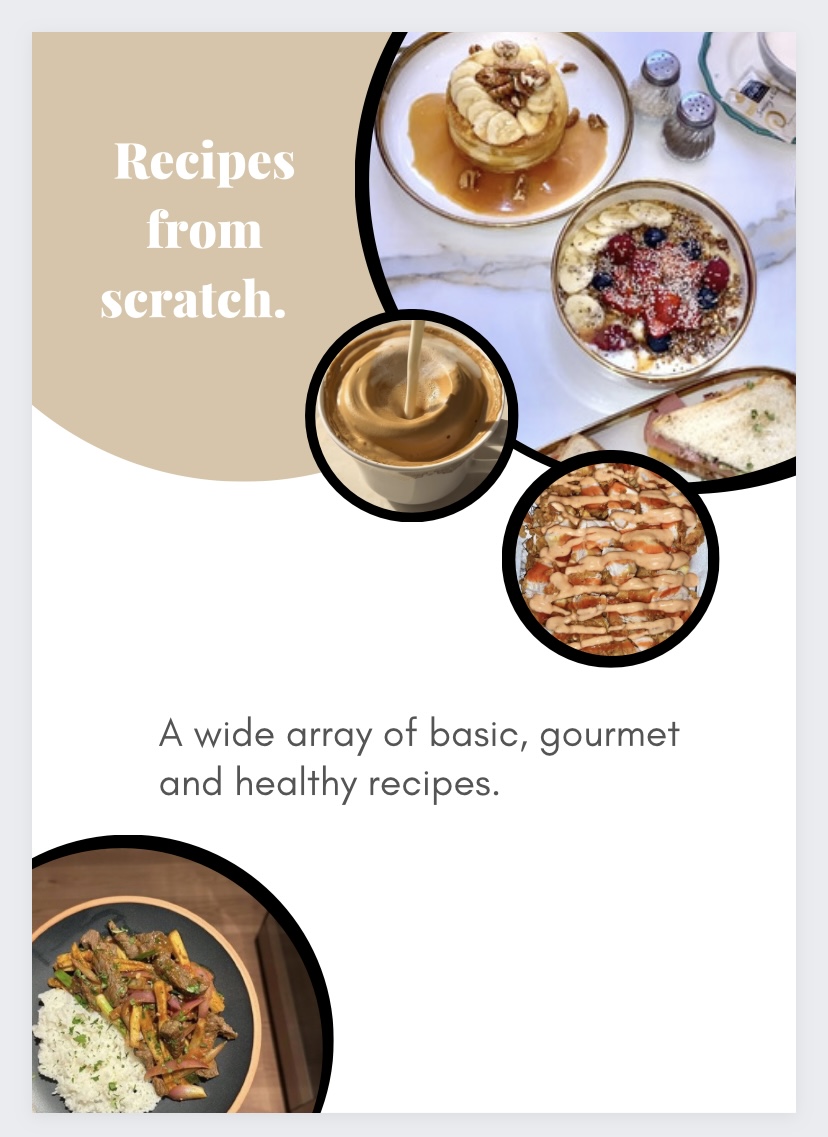 Recipes
from
scratch.
A wide array of basic, gourmet
and healthy recipes.